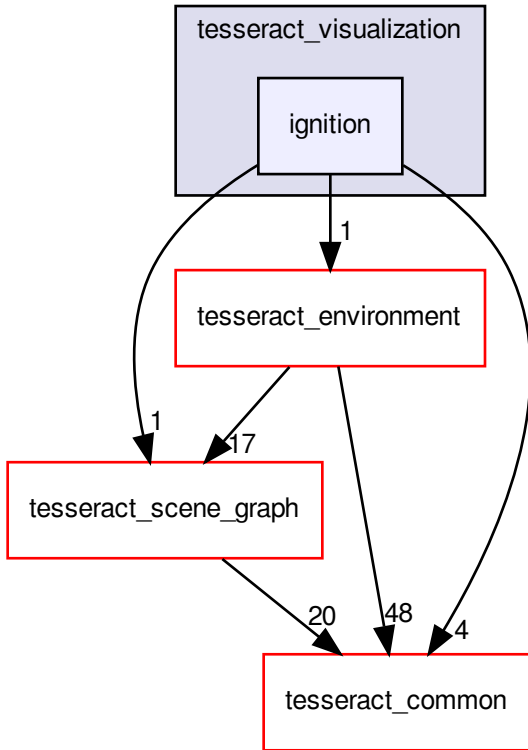 tesseract_visualization
ignition
1
tesseract_environment
1
17
tesseract_scene_graph
20
48
4
tesseract_common